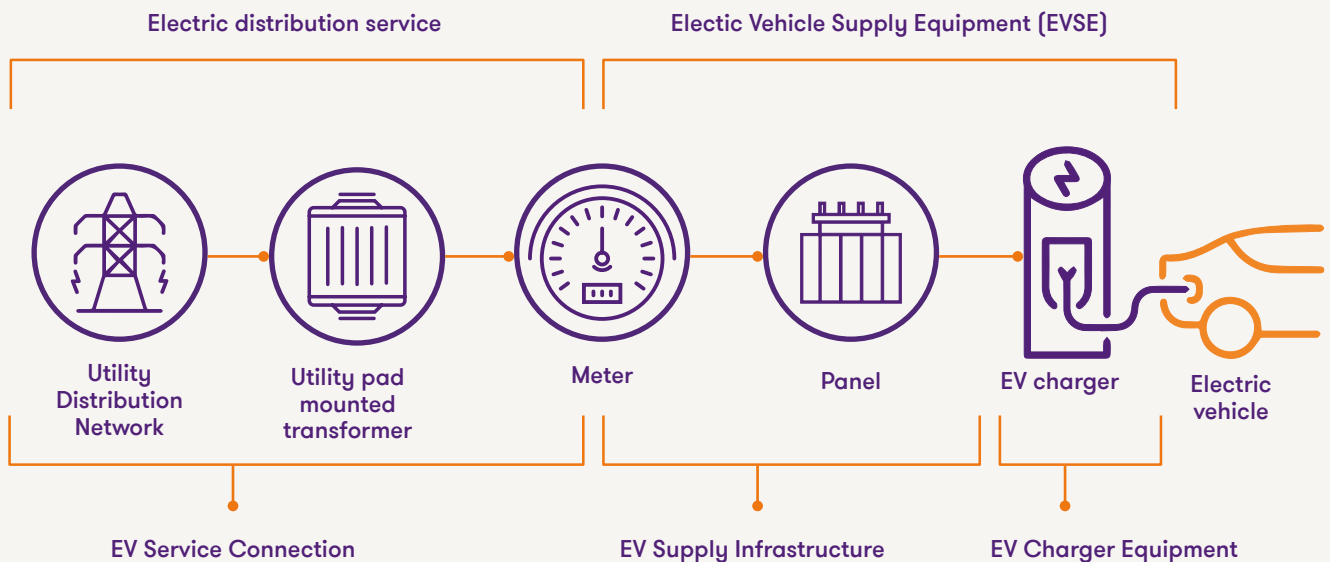 Electric distribution service
Electic Vehicle Supply Equipment (EVSE)
Utility
Distribution
Network
Utility pad
mounted
transformer
Meter
Panel
EV charger
Electric
vehicle
EV Service Connection
EV Supply Infrastructure
EV Charger Equipment